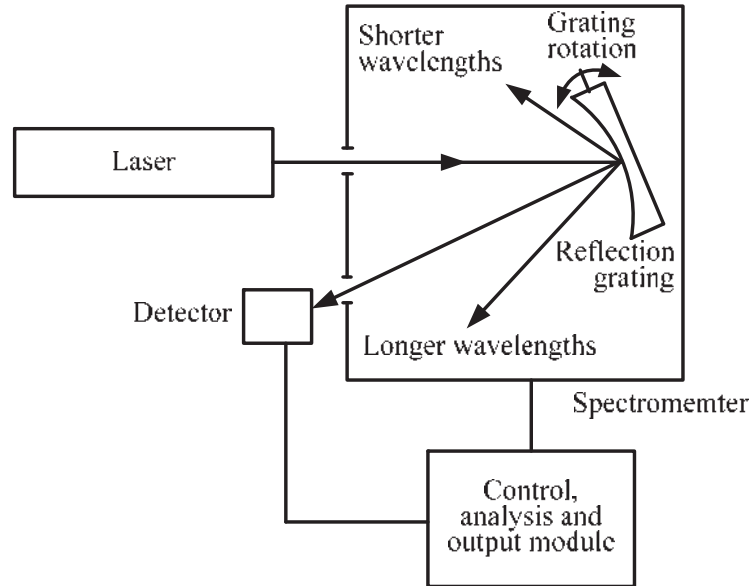 Shorter
wavelengths
Grating
rotation
Laser
Reflection
grating
Detector
Longer wavelengths
Spectromemter
Control,
analysis and
output module